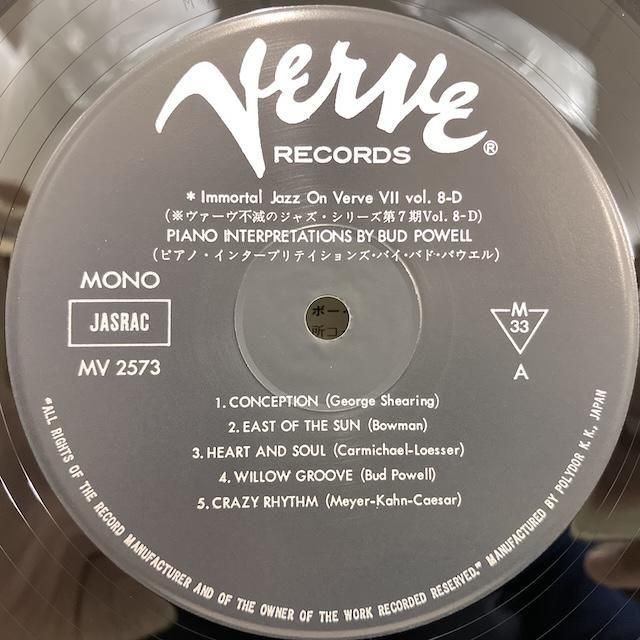 Verve
RECORDS ®
* Immortal Jazz On Verve VII vol. 8-D
(※ヴァーヴ不滅のジャズ・シリーズ第7期Vol. 8-D)
PIANO INTERPRETATIONS BY BUD POWELL
(ピアノ・インタープリテイションズ・バイ・バド・パウエル)
MONO
JASRAC
MV 2573
M
33
A
1. CONCEPTION (George Shearing)
2. EAST OF THE SUN (Bowman)
3. HEART AND SOUL (Carmichael-Loesser)
4. WILLOW GROOVE (Bud Powell)
5. CRAZY RHYTHM (Meyer-Kahn-Caesar)
"ALL RIGHTS OF THE RECORD MANUFACTURER AND OF THE OWNER OF THE WORK RECORDED RESERVED." MANUFACTURED BY POLYDOR K.K., JAPAN